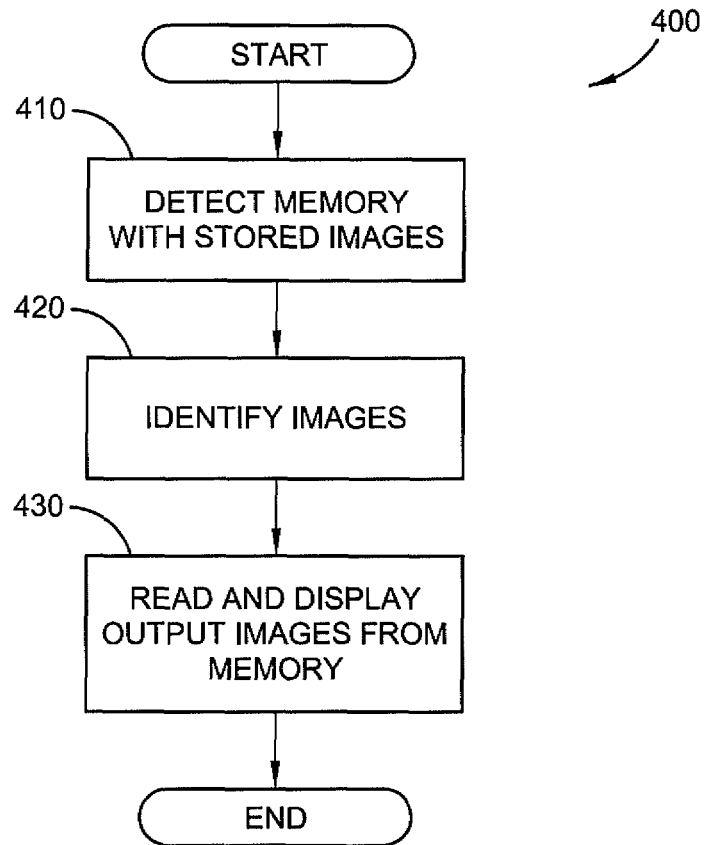 START
400
410
DETECT MEMORY
WITH STORED IMAGES
420
IDENTIFY IMAGES
430
READ AND DISPLAY
OUTPUT IMAGES FROM
MEMORY
END